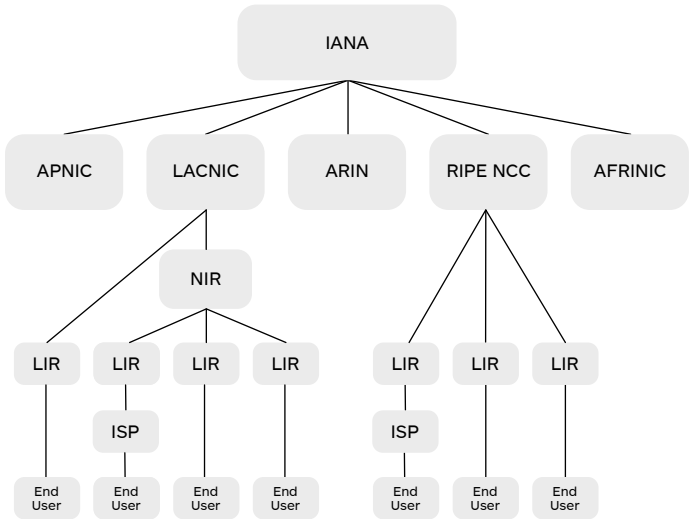 IANA
APNIC
LACNIC
ARIN
RIPE NCC
AFRINIC
NIR
LIR
LIR
LIR
LIR
LIR
LIR
LIR
ISP
ISP
End
User
End
User
End
User
End
User
End
User
End
User
End
User